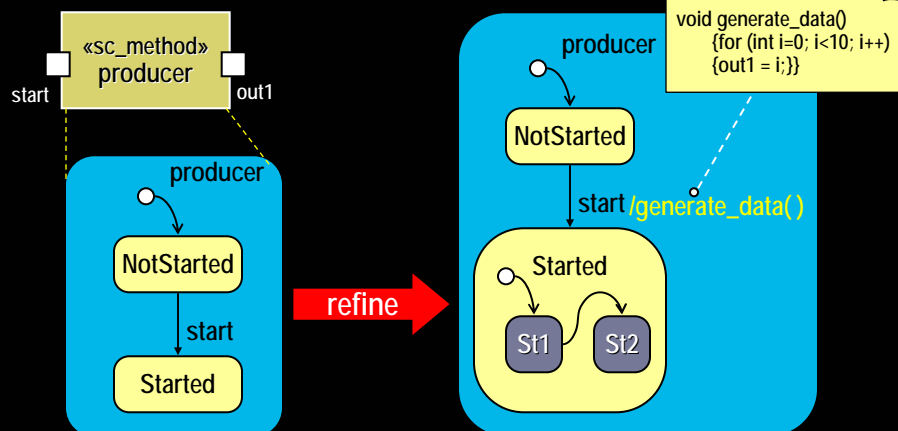 «sc_method»
producer
start
out1
producer
NotStarted
start
Started
refine
void generate_data()
{for (int i=0; i<10; i++)
{out1 = i;}}
producer
NotStarted
start /generate_data()
Started
St1
St2